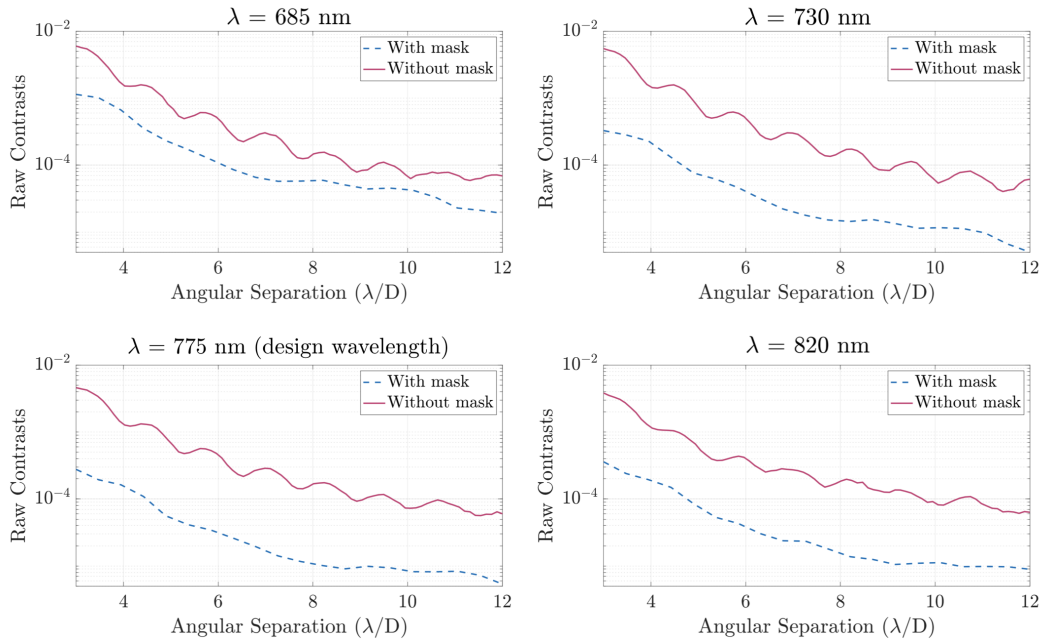 λ = 685 nm
10⁻²
10⁻⁴
Raw Contrasts
With mask
Without mask
4 6 8 10 12
Angular Separation (λ/D)
λ = 730 nm
10⁻²
10⁻⁴
Raw Contrasts
With mask
Without mask
4 6 8 10 12
Angular Separation (λ/D)
λ = 775 nm (design wavelength)
10⁻²
10⁻⁴
Raw Contrasts
With mask
Without mask
4 6 8 10 12
Angular Separation (λ/D)
λ = 820 nm
10⁻²
10⁻⁴
Raw Contrasts
With mask
Without mask
4 6 8 10 12
Angular Separation (λ/D)